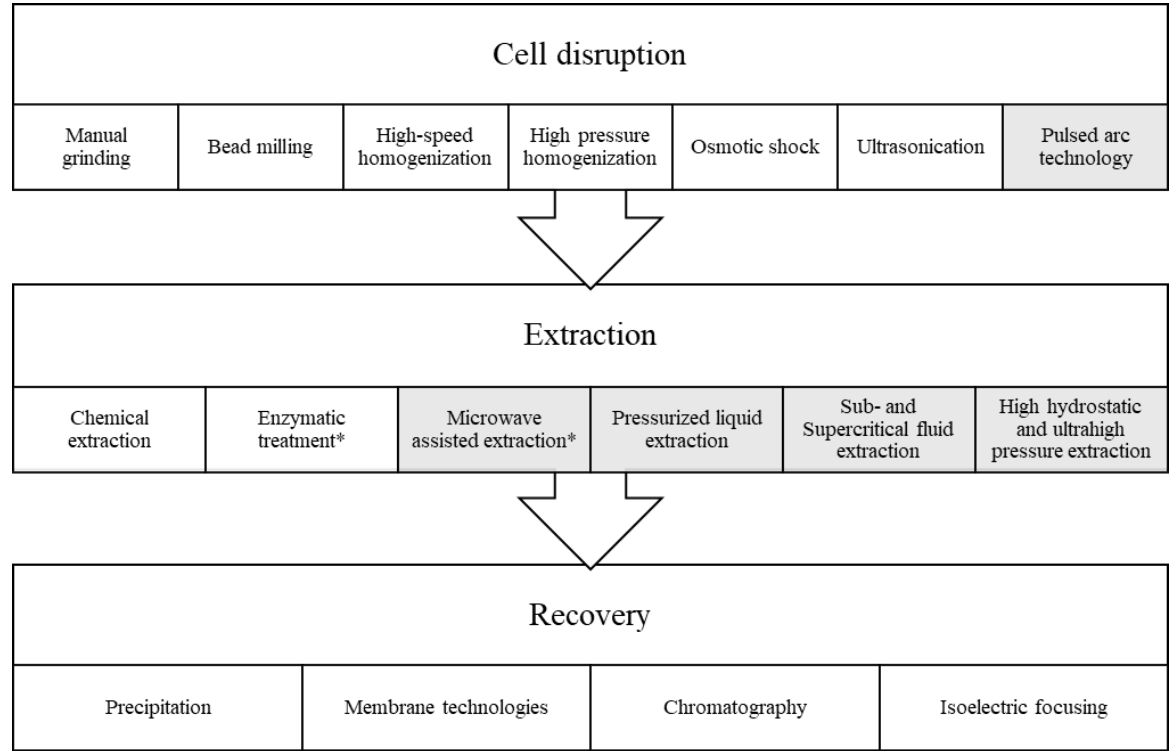 Cell disruption
Manual
grinding
Bead milling
High-speed
homogenization
High pressure
homogenization
Osmotic shock
Ultrasonication
Pulsed arc
technology
Extraction
Chemical
extraction
Enzymatic
treatment*
Microwave
assisted extraction*
Pressurized liquid
extraction
Sub- and
Supercritical fluid
extraction
High hydrostatic
and ultrahigh
pressure extraction
Recovery
Precipitation
Membrane technologies
Chromatography
Isoelectric focusing